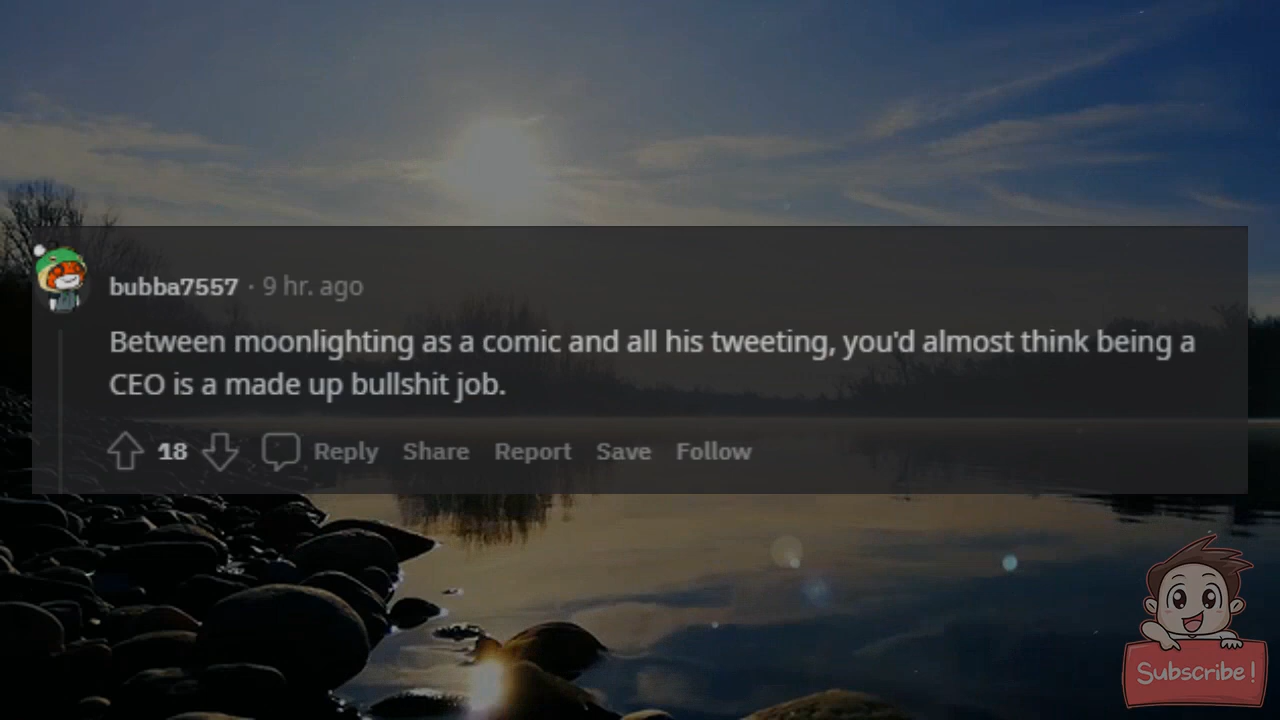 bubba7557 · 9 hr. ago
Between moonlighting as a comic and all his tweeting, you'd almost think being a
CEO is a made up bullshit job.
18 Reply Share Report Save Follow
Subscribe!